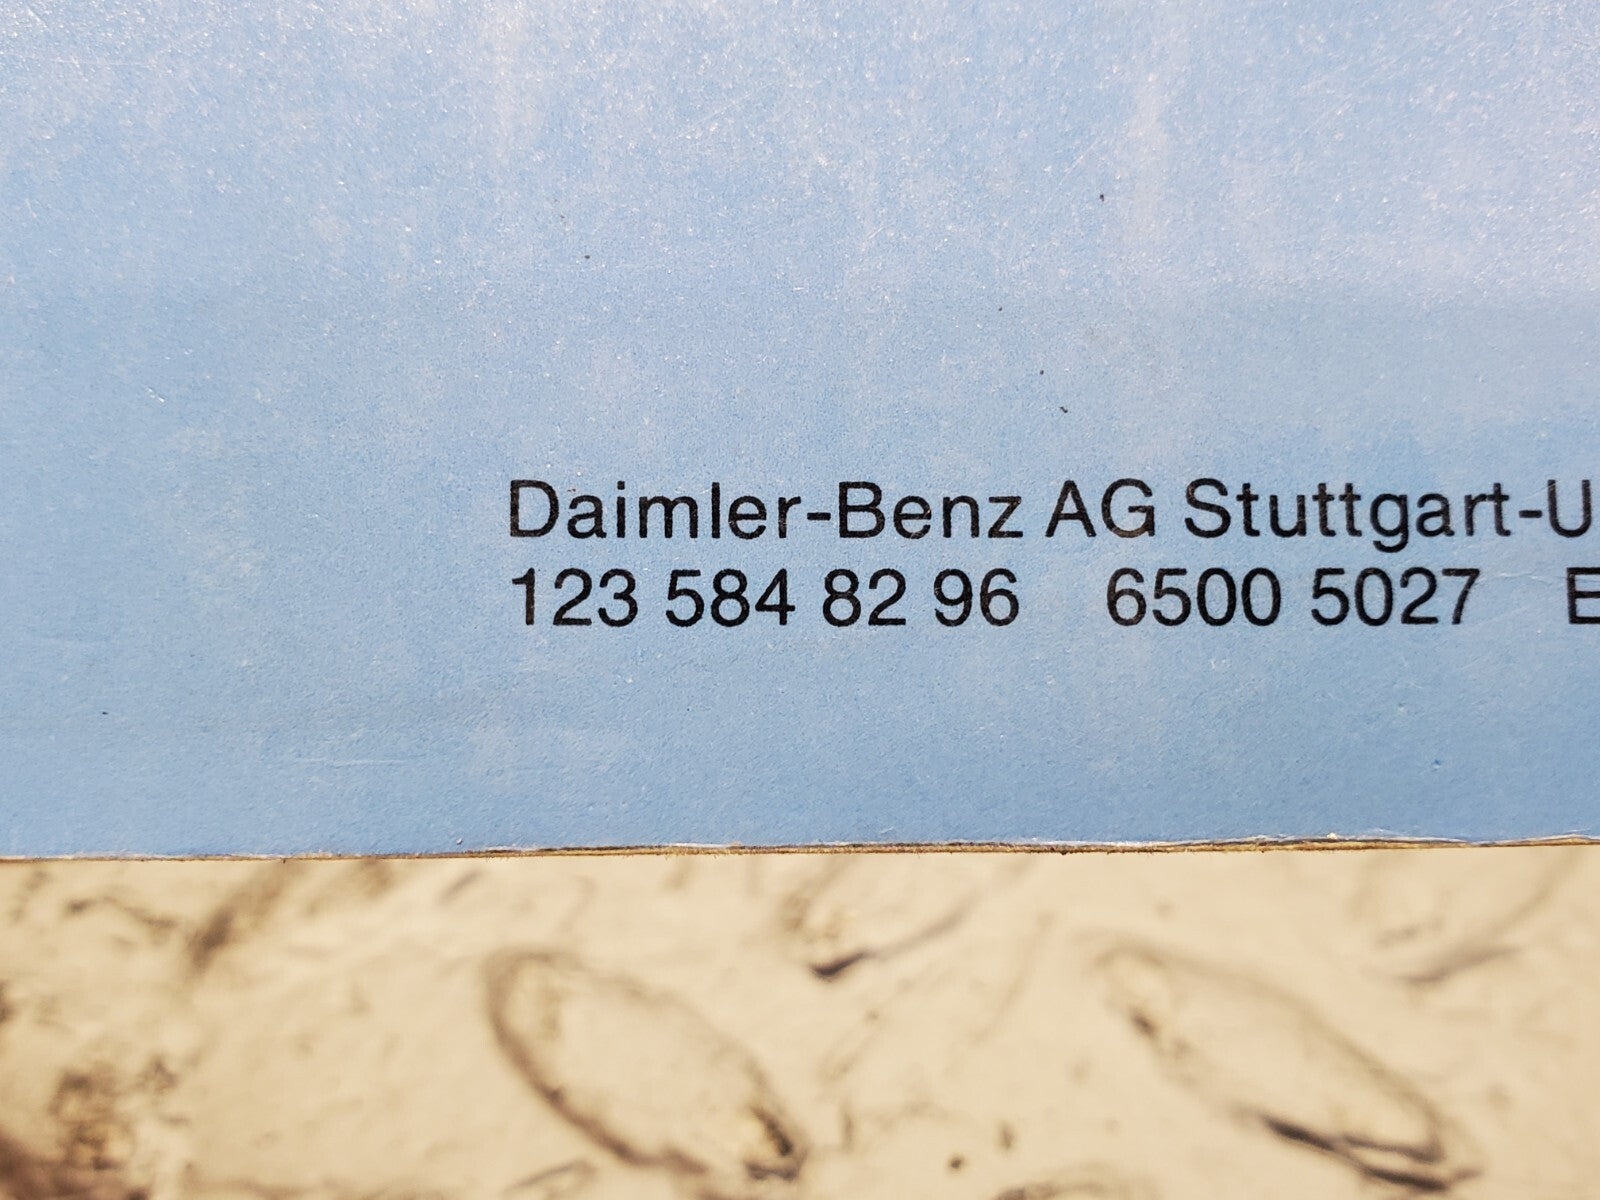 Daimler-Benz AG Stuttgart-U
123 584 82 96 6500 5027 E